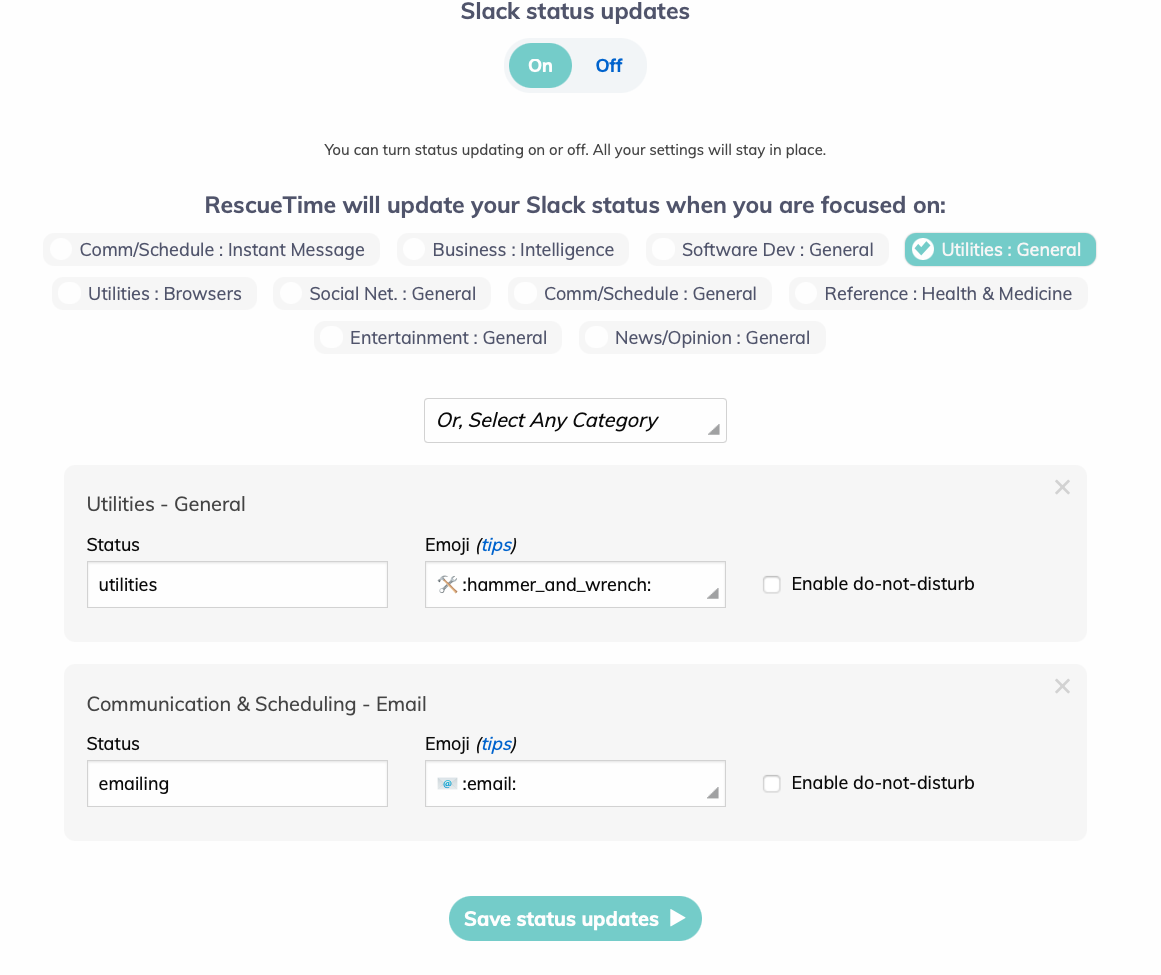 Slack status updates
On Off
You can turn status updating on or off. All your settings will stay in place.
RescueTime will update your Slack status when you are focused on:
Comm/Schedule : Instant Message Business : Intelligence Software Dev : General Utilities : General
Utilities : Browsers Social Net. : General Comm/Schedule : General Reference : Health & Medicine
Entertainment : General News/Opinion : General
Or, Select Any Category
Utilities - General
Status Emoji (tips)
utilities 🛠️ :hammer_and_wrench: Enable do-not-disturb
Communication & Scheduling - Email
Status Emoji (tips)
emailing 📧 :email: Enable do-not-disturb
Save status updates